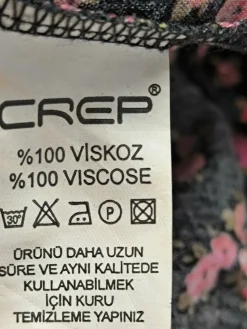 CREP
%100 VİSKOZ
%100 VISCOSE
30°
P
ÜRÜNÜ DAHA UZUN
SÜRE VE AYNI KALİTEDE
KULLANABİLMEK
İÇİN KURU
TEMİZLEME YAPINIZ